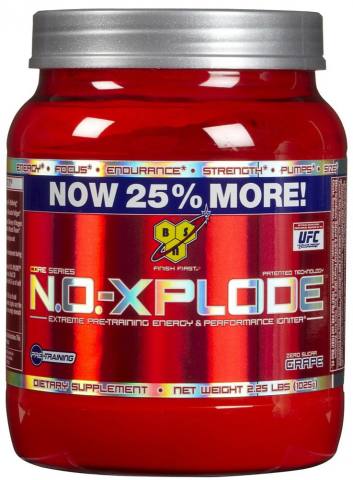 ENERGY* • FOCUS* • ENDURANCE* • STRENGTH* • PUMPS* • SIZE*
NOW 25% MORE!
BSN
FINISH FIRST.™
UFC
CORE SERIES
PATENTED TECHNOLOGY
N.O.-XPLODE
EXTREME PRE-TRAINING ENERGY & PERFORMANCE IGNITER*
PRE-TRAINING
ZERO SUGAR
GRAPE
DIETARY SUPPLEMENT • NET WEIGHT 2.25 LBS (1025g)